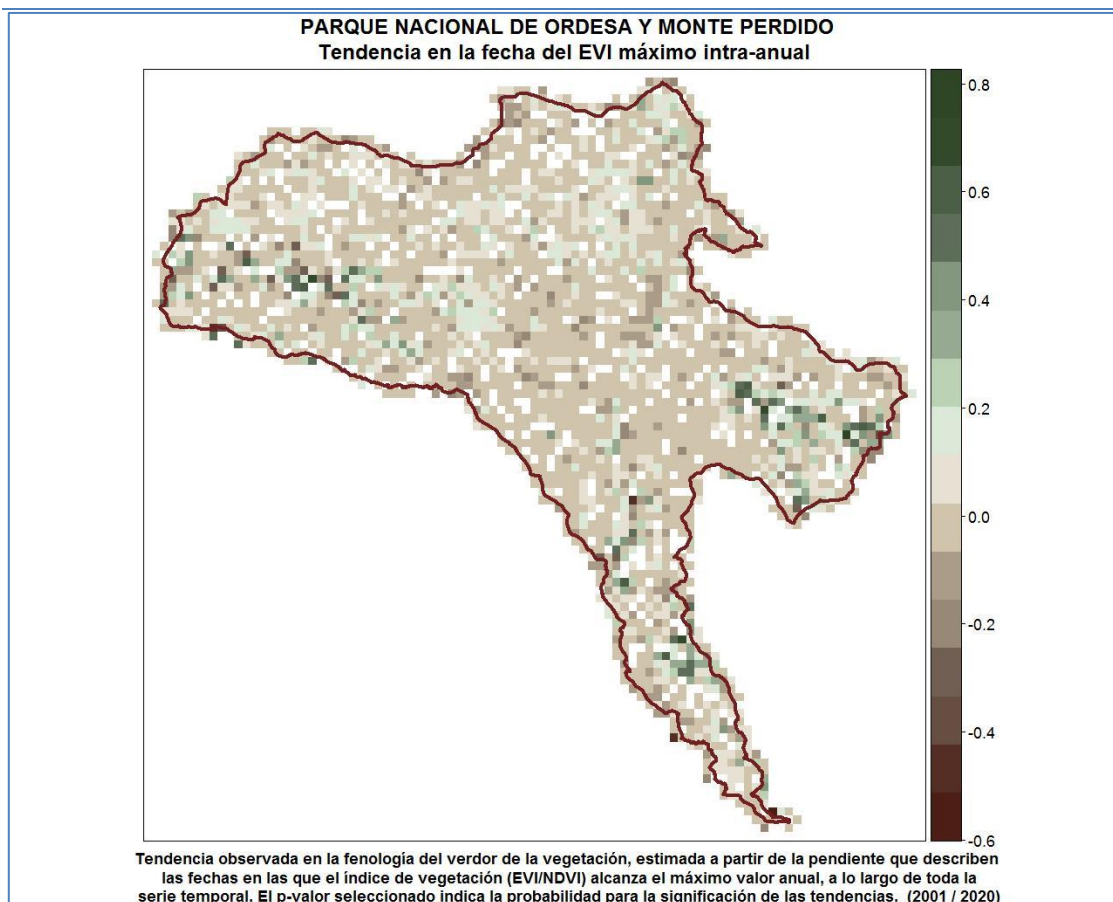 PARQUE NACIONAL DE ORDESA Y MONTE PERDIDO
Tendencia en la fecha del EVI máximo intra-anual
0.8
0.6
0.4
0.2
0.0
-0.2
-0.4
-0.6
Tendencia observada en la fenología del verdor de la vegetación, estimada a partir de la pendiente que describen
las fechas en las que el índice de vegetación (EVI/NDVI) alcanza el máximo valor anual, a lo largo de toda la
serie temporal. El p-valor seleccionado indica la probabilidad para la significación de las tendencias. (2001 / 2020)